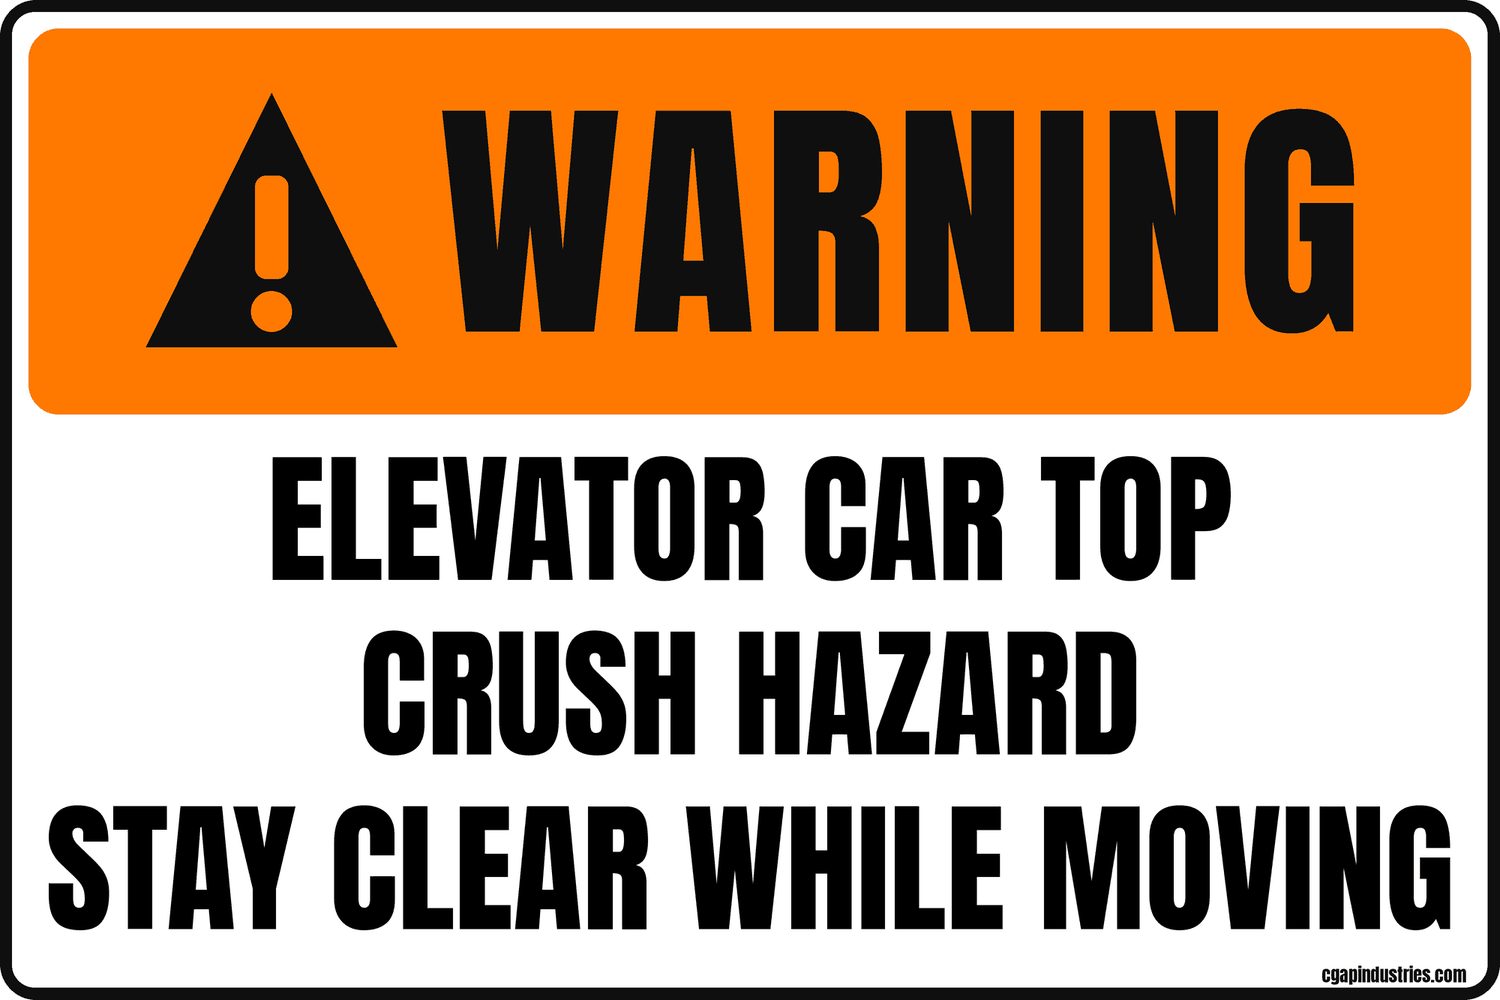 WARNING
ELEVATOR CAR TOP
CRUSH HAZARD
STAY CLEAR WHILE MOVING
cgapindustries.com